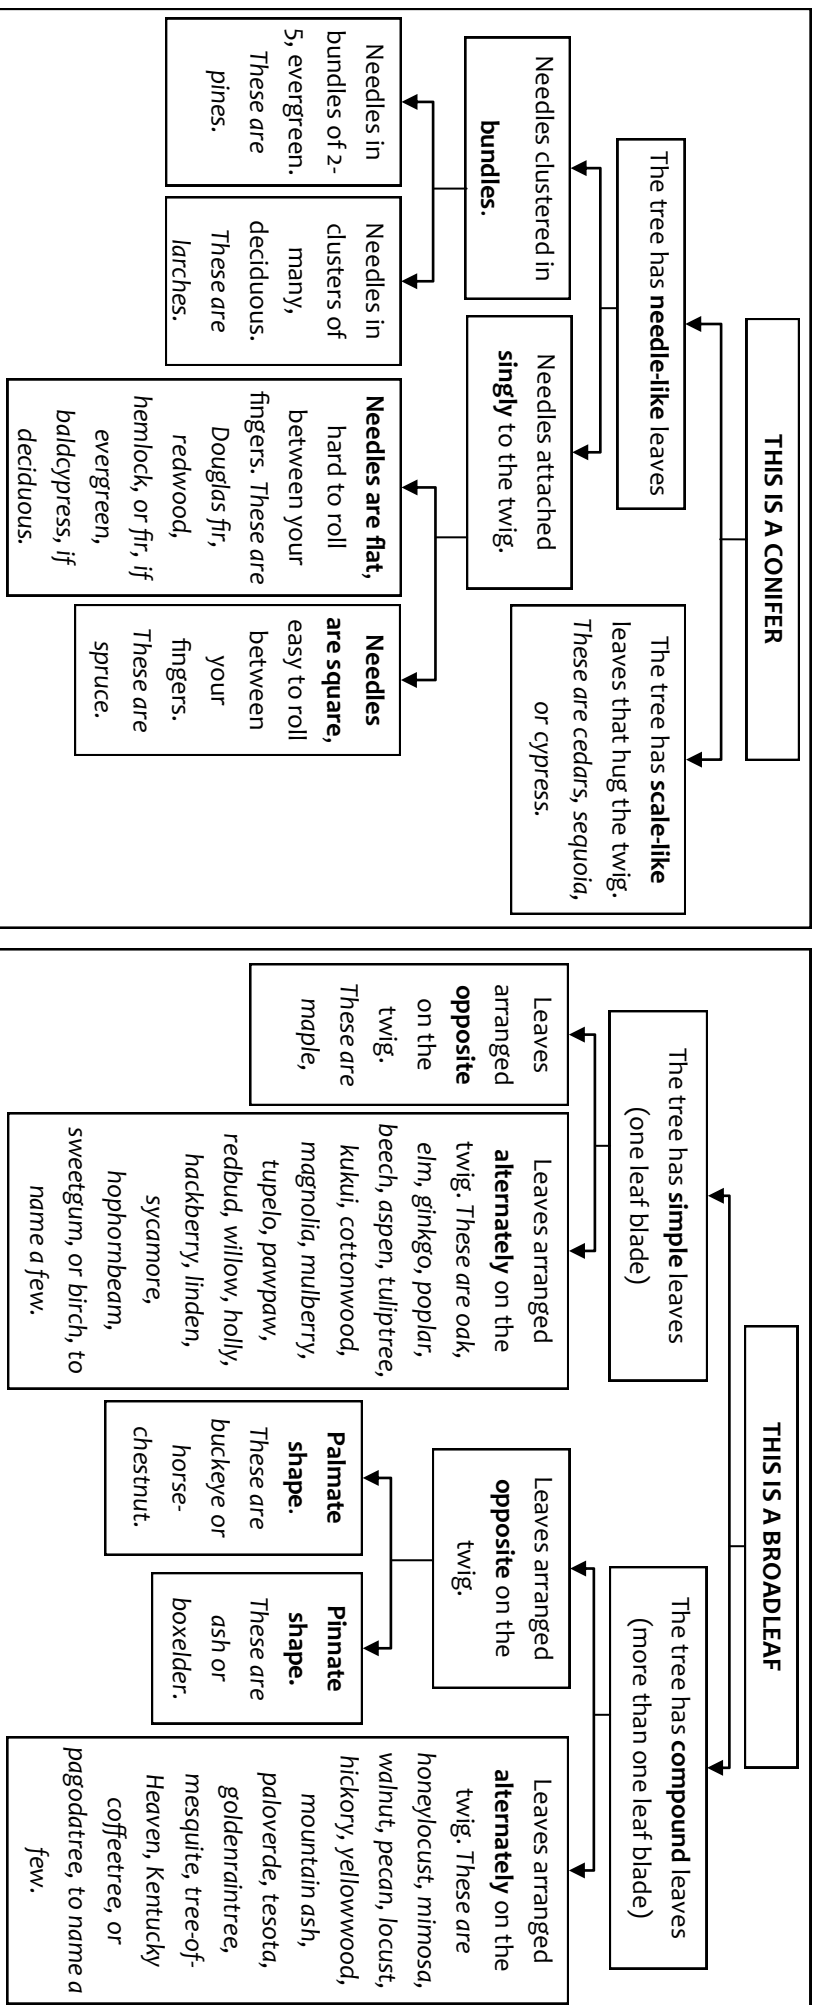 THIS IS A CONIFER
The tree has needle-like leaves
The tree has scale-like
leaves that hug the twig.
These are cedars, sequoia,
or cypress.
Needles clustered in
bundles.
Needles attached
singly to the twig.
Needles in
bundles of 2-
5, evergreen.
These are
pines.
Needles in
clusters of
many,
deciduous.
These are
larches.
Needles are flat,
hard to roll
between your
fingers. These are
Douglas fir,
redwood,
hemlock, or fir, if
evergreen,
baldcypress, if
deciduous.
Needles
are square,
easy to roll
between
your
fingers.
These are
spruce.
THIS IS A BROADLEAF
The tree has simple leaves
(one leaf blade)
The tree has compound leaves
(more than one leaf blade)
Leaves
arranged
opposite
on the
twig.
These are
maple,
Leaves arranged
alternately on the
twig. These are oak,
elm, ginkgo, poplar,
beech, aspen, tuliptree,
kukui, cottonwood,
magnolia, mulberry,
tupelo, pawpaw,
redbud, willow, holly,
hackberry, linden,
sycamore,
hophornbeam,
sweetgum, or birch, to
name a few.
Leaves arranged
opposite on the
twig.
Palmate
shape.
These are
buckeye or
horse-
chestnut.
Pinnate
shape.
These are
ash or
boxelder.
Leaves arranged
alternately on the
twig. These are
honeylocust, mimosa,
walnut, pecan, locust,
hickory, yellowwood,
mountain ash,
paloverde, tesota,
goldenraintree,
mesquite, tree-of-
Heaven, Kentucky
coffeetree, or
pagodatree, to name a
few.